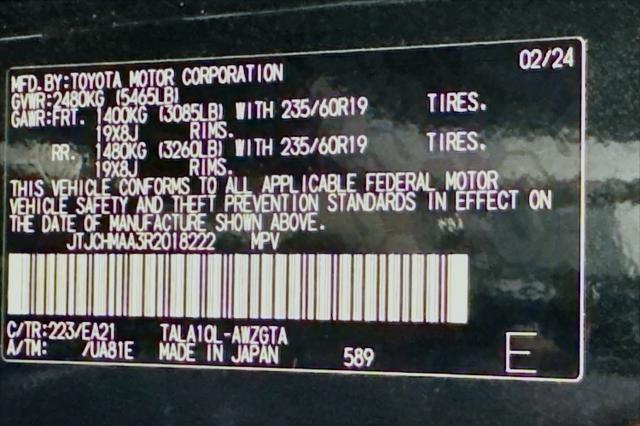 02/24
MFD.BY:TOYOTA MOTOR CORPORATION
GVWR:2480KG (5465LB)
GAWR:FRT. 1400KG (3085LB) WITH 235/60R19 TIRES.
19X8J RIMS.
RR. 1480KG (3260LB) WITH 235/60R19 TIRES.
19X8J RIMS.
THIS VEHICLE CONFORMS TO ALL APPLICABLE FEDERAL MOTOR
VEHICLE SAFETY AND THEFT PREVENTION STANDARDS IN EFFECT ON
THE DATE OF MANUFACTURE SHOWN ABOVE.
JTJCHMAA3R2018222 MPV
C/TR:223/EA21 TALA10L-AWZGTA
A/TM: /UA81E MADE IN JAPAN 589 E